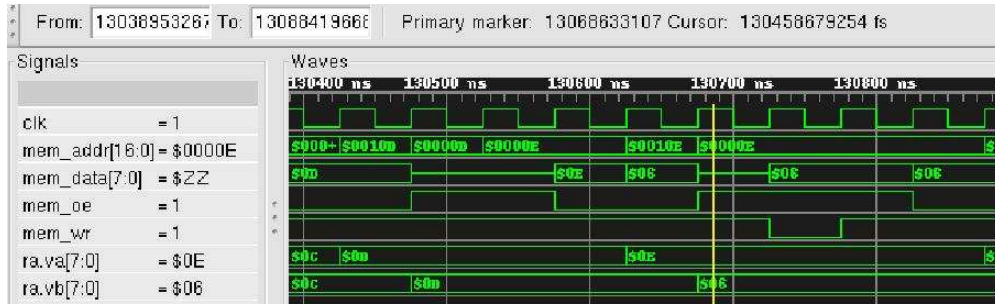 From: 13038953267 To: 13088419666 Primary marker: 13068633107 Cursor: 130458679254 fs
Signals
Waves
130400 ns 130500 ns 130600 ns 130700 ns 130800 ns
clk = 1
mem_addr[16:0] = $0000E $000+ $0010D $0000D $0000E $0010E $0000E
mem_data[7:0] = $ZZ $0D $0E $06 $06 $06
mem_oe = 1
mem_wr = 1
ra.va[7:0] = $0E $0C $0D $0E
ra.vb[7:0] = $06 $0C $0D $06